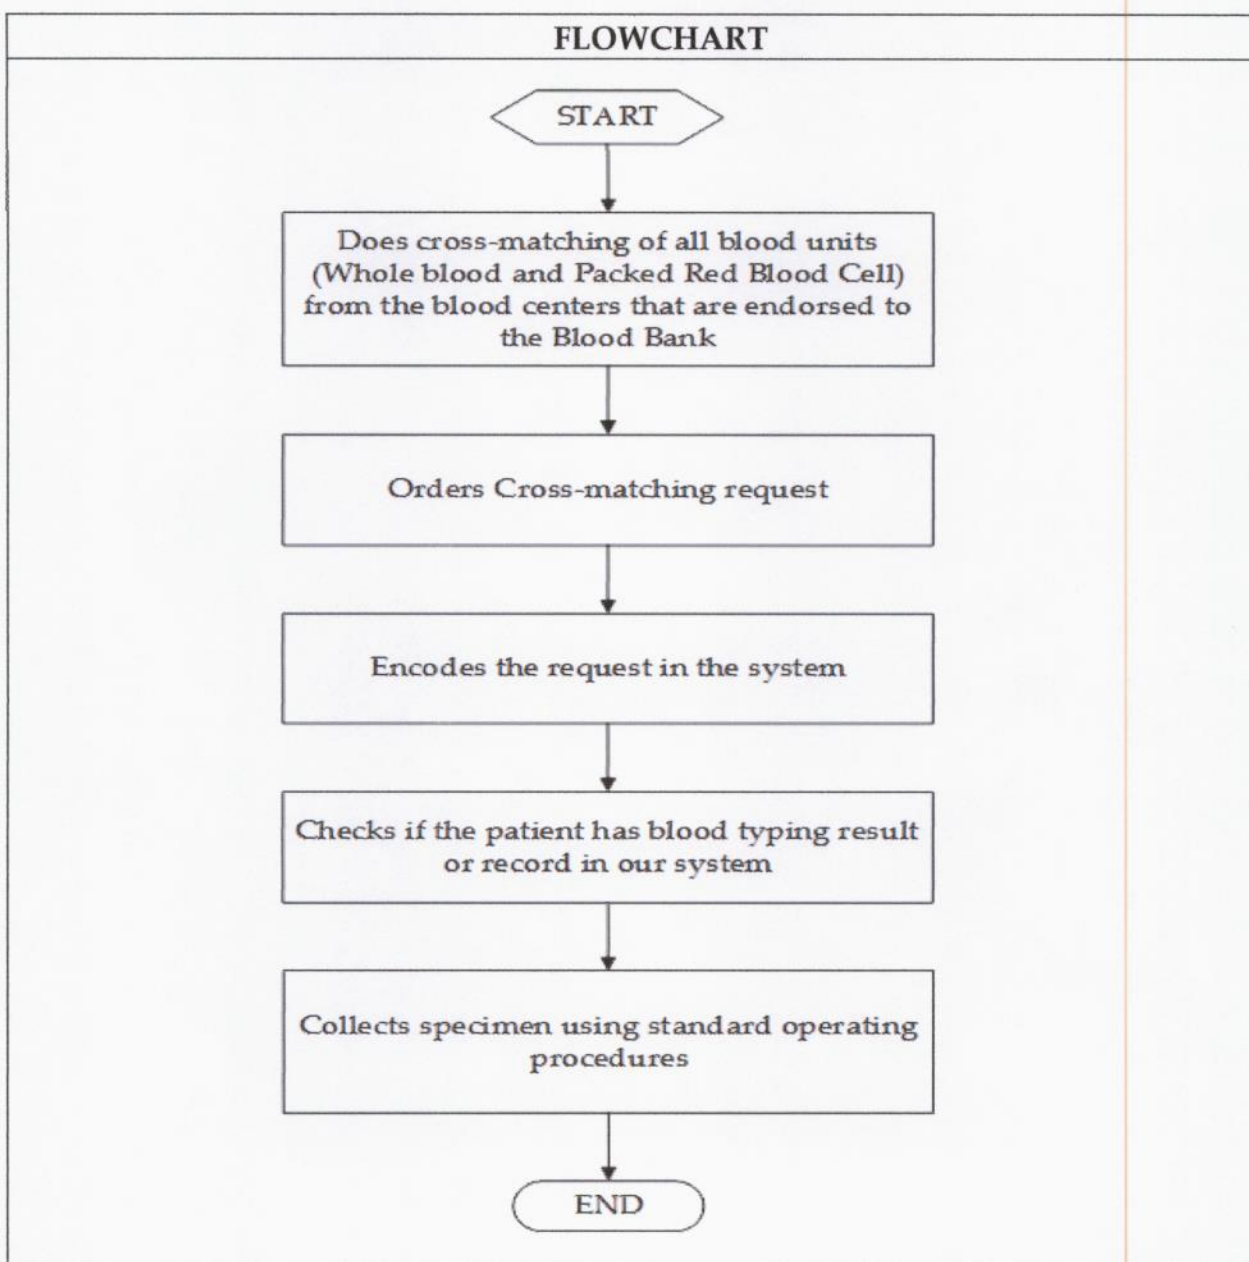 FLOWCHART
START
Does cross-matching of all blood units
(Whole blood and Packed Red Blood Cell)
from the blood centers that are endorsed to
the Blood Bank
Orders Cross-matching request
Encodes the request in the system
Checks if the patient has blood typing result
or record in our system
Collects specimen using standard operating
procedures
END